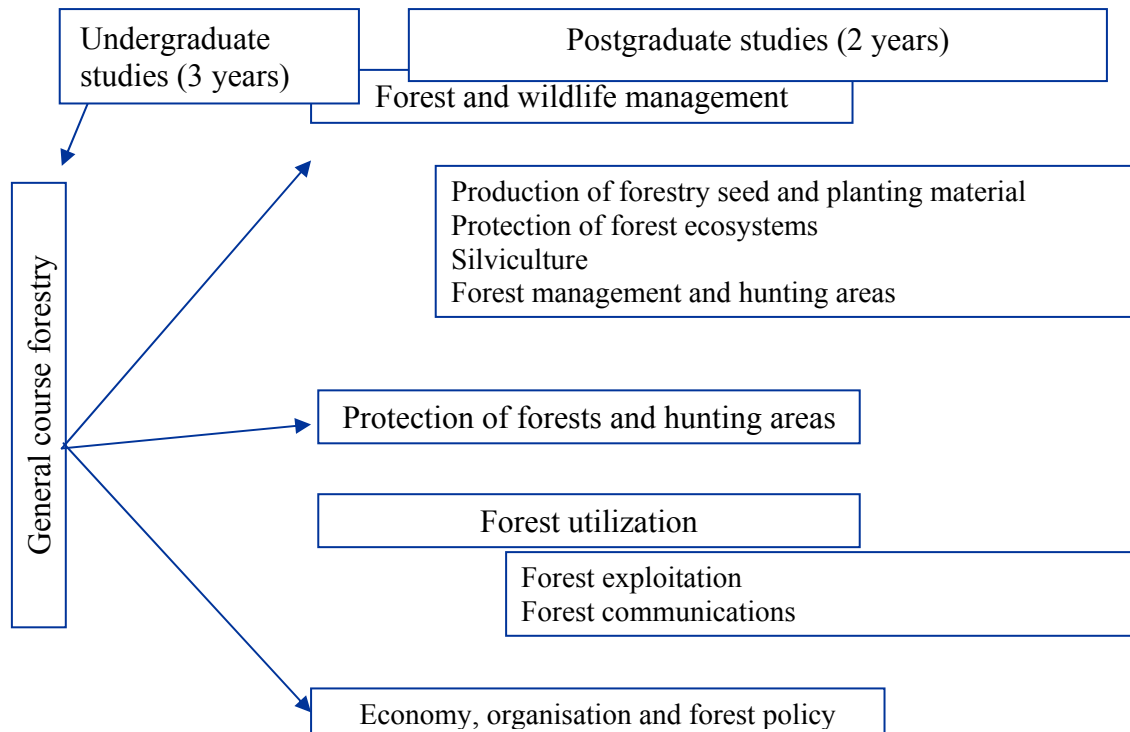 Undergraduate
studies (3 years)
Postgraduate studies (2 years)
Forest and wildlife management
Production of forestry seed and planting material
Protection of forest ecosystems
Silviculture
Forest management and hunting areas
General course forestry
Protection of forests and hunting areas
Forest utilization
Forest exploitation
Forest communications
Economy, organisation and forest policy